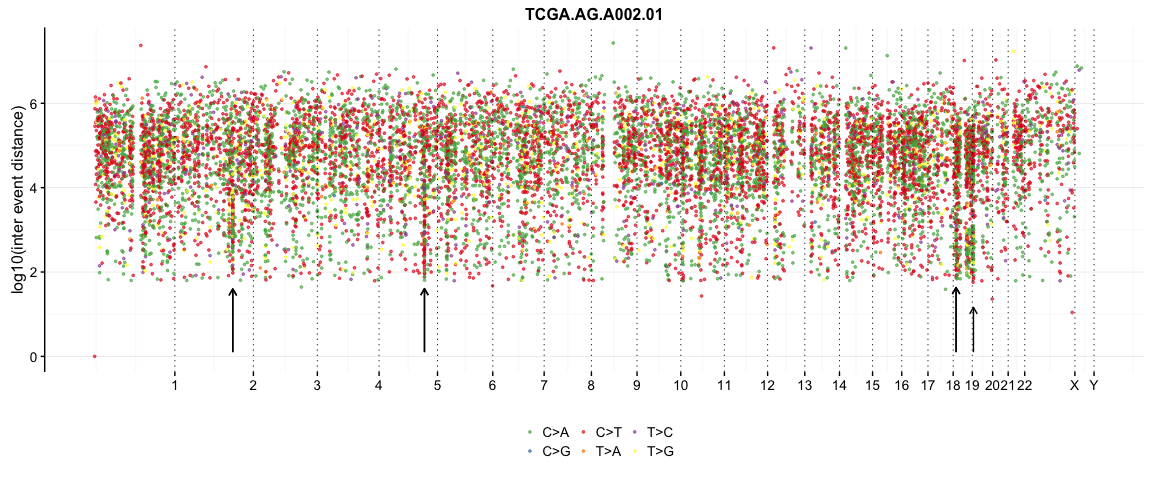 TCGA.AG.A002.01
log10(inter event distance)
6
4
2
0
1 2 3 4 5 6 7 8 9 10 11 12 13 14 15 16 17 18 19 20 21 22 X Y
C>A C>T T>C
C>G T>A T>G